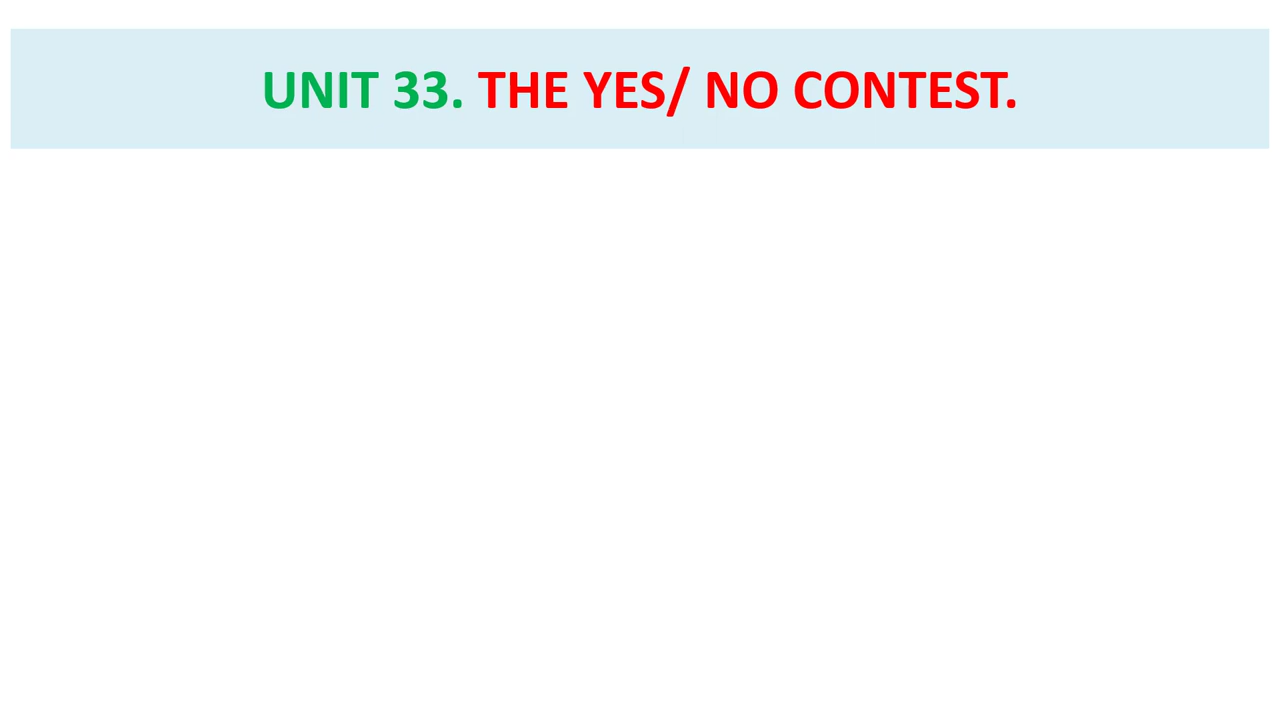 UNIT 33. THE YES/ NO CONTEST.